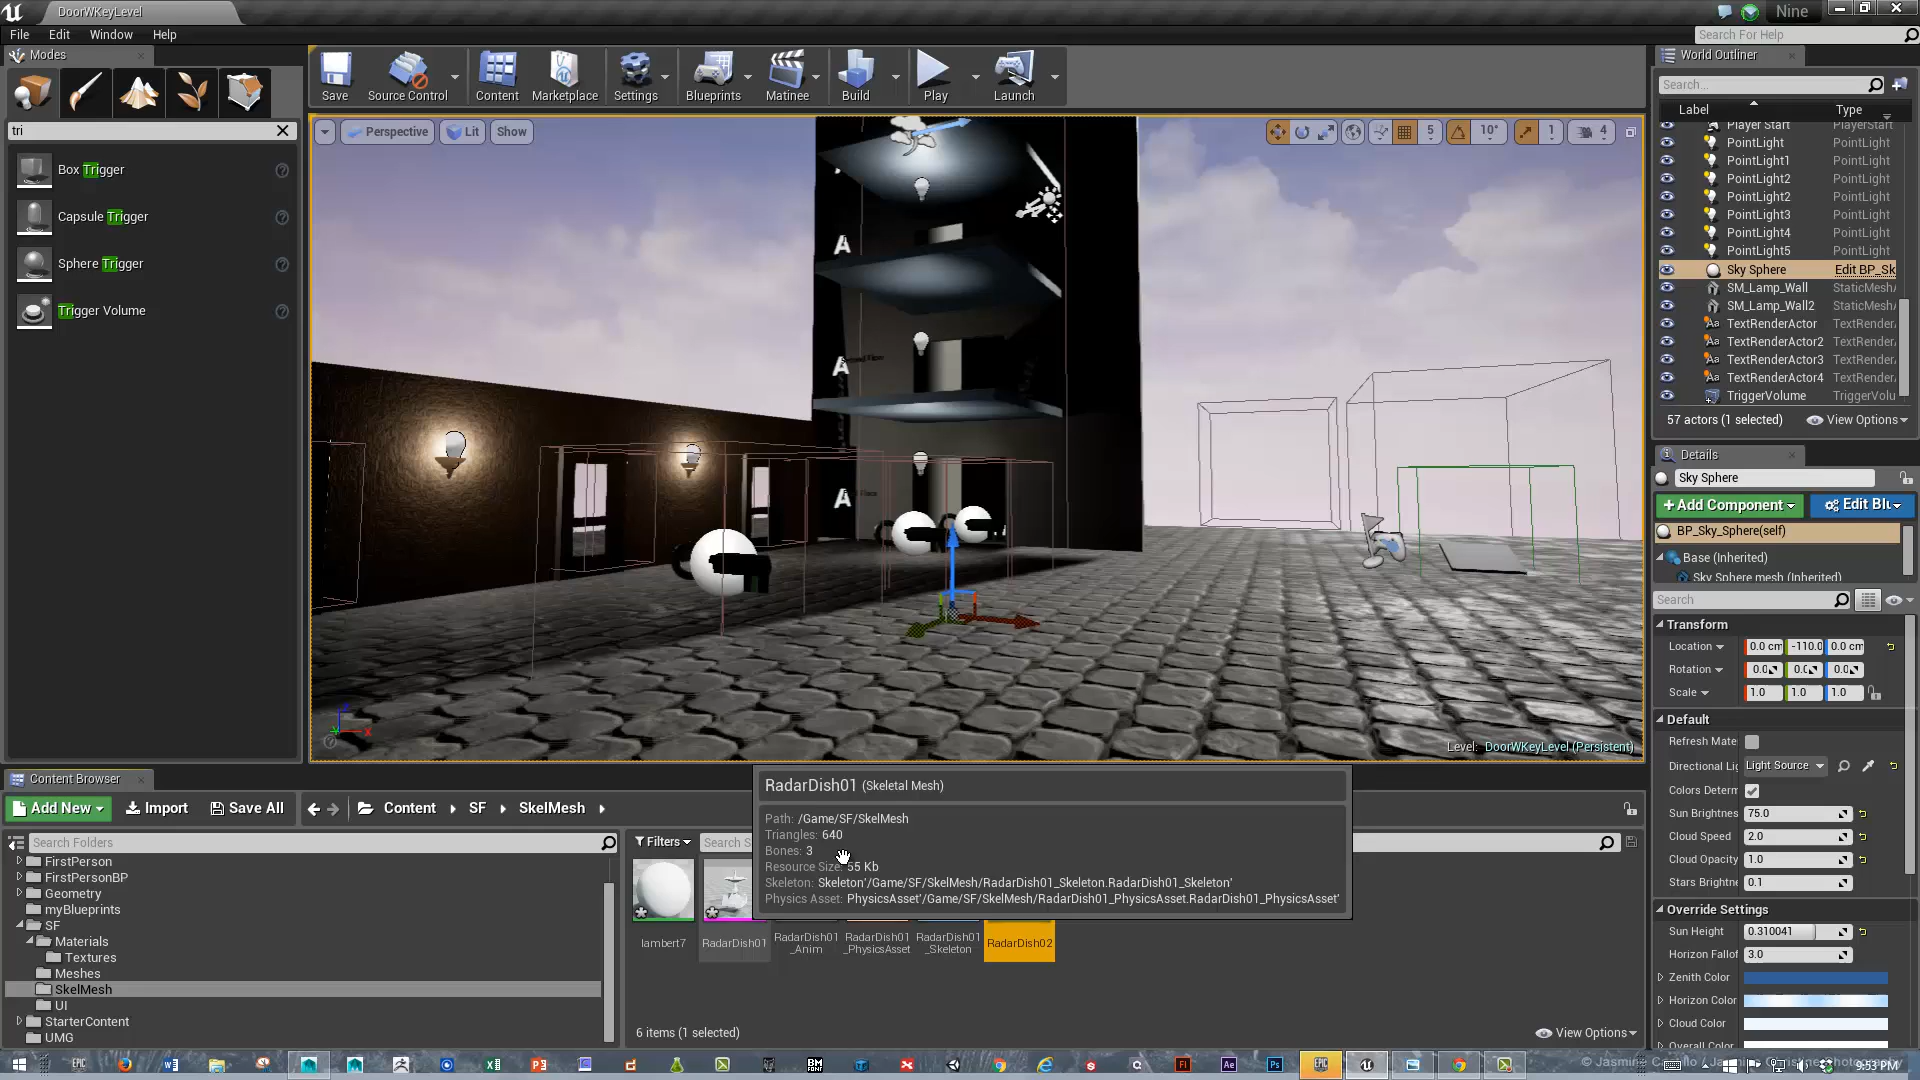 DoorWKeyLevel
Nine
File Edit Window Help
Search For Help
Modes
tri
Box Trigger
Capsule Trigger
Sphere Trigger
Trigger Volume
Save
Source Control
Content
Marketplace
Settings
Blueprints
Matinee
Build
Play
Launch
Perspective
Lit
Show
5
10°
1
4
Level: DoorWKeyLevel (Persistent)
World Outliner
Search...
Label Type
Player Start PlayerStart
PointLight PointLight
PointLight1 PointLight
PointLight2 PointLight
PointLight2 PointLight
PointLight3 PointLight
PointLight4 PointLight
PointLight5 PointLight
Sky Sphere Edit BP_Sk
SM_Lamp_Wall StaticMeshA
SM_Lamp_Wall2 StaticMeshA
TextRenderActor TextRenderA
TextRenderActor2 TextRenderA
TextRenderActor3 TextRenderA
TextRenderActor4 TextRenderA
TriggerVolume TriggerVolu
57 actors (1 selected)
View Options
Details
Sky Sphere
+ Add Component
Edit Blu
BP_Sky_Sphere(self)
Base (Inherited)
Sky Sphere mesh (Inherited)
Search
Transform
Location 0.0 cm -110.0 0.0 cm
Rotation 0.0 0.0 0.0
Scale 1.0 1.0 1.0
Default
Refresh Mate
Directional Lig Light Source
Colors Determ
Sun Brightnes 75.0
Cloud Speed 2.0
Cloud Opacity 1.0
Stars Brightne 0.1
Override Settings
Sun Height 0.310041
Horizon Fallof 3.0
Zenith Color
Horizon Color
Cloud Color
Overall Color
Content Browser
Add New
Import
Save All
Content
SF
SkelMesh
Search Folders
FirstPerson
FirstPersonBP
Geometry
myBlueprints
SF
Materials
Textures
Meshes
SkelMesh
UI
StarterContent
UMG
Filters
Search S
RadarDish01 (Skeletal Mesh)
Path: /Game/SF/SkelMesh
Triangles: 640
Bones: 3
Resource Size: 55 Kb
Skeleton: Skeleton'/Game/SF/SkelMesh/RadarDish01_Skeleton.RadarDish01_Skeleton'
Physics Asset: PhysicsAsset'/Game/SF/SkelMesh/RadarDish01_PhysicsAsset.RadarDish01_PhysicsAsset'
lambert7
RadarDish01
RadarDish01
_Anim
RadarDish01
_PhysicsAsset
RadarDish01
_Skeleton
RadarDish02
6 items (1 selected)
View Options
9:53 PM